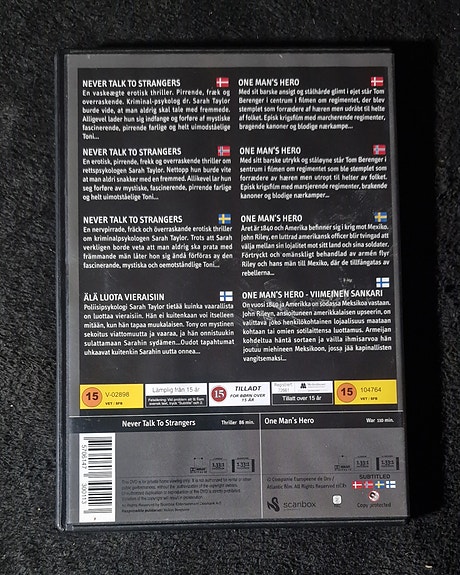 NEVER TALK TO STRANGERS
En vaskeægte erotisk thriller. Pirrende, fræk og
overraskende. Kriminal-psykolog dr. Sarah Taylor
burde vide, at man aldrig skal tale med fremmede.
Alligevel lader hun sig indfange og forføre af mystiske,
fascinerende, pirrende farlige og helt uimodståelige
Toni...
NEVER TALK TO STRANGERS
En erotisk, pirrende, frekk og overraskende thriller om
rettspsykologen Sarah Taylor. Nettopp hun burde vite
at man aldri snakker med en fremmed. Allikevel lar hun
seg forføre av mystiske, fascinerende, pirrende farlige
og helt uimotståelige Toni.
NEVER TALK TO STRANGERS
En nervpirrade, fräck och överraskande erotisk thriller
om kriminalpsykologen Sarah Taylor. Trots att Sarah
verkligen borde veta att man aldrig ska prata med
främmande män låter hon sig ändå förföras av den
fascinerande, mystiska och oemotståndlige Toni...
ÄLÄ LUOTA VIERAISIIN
Poliisipsykologi Sarah Taylor tietää kuinka vaarallista
on luottaa vieraisiin. Hän ei kuitenkaan voi itselleen
mitään, kun hän tapaa muukalaisen. Tony on mystinen
sekoitus viattomuutta ja vaaraa, ja hän onnistuukin
sulattamaan Sarahin sydämen...Oudot tapahtumat
uhkaavat kuitenkin Sarahin uutta onnea...
ONE MAN'S HERO
Med sit barske ansigt og stålhårde glimt i øjet står Tom
Berenger i centrum i filmen om regimentet, der blev
stemplet som forrædere af hæren men udråbt til helte
af folket. Episk krigsfilm med marcherende regimenter,
bragende kanoner og blodige nærkampe...
ONE MAN'S HERO
Med sitt barske uttrykk og ståløyne står Tom Berenger i
sentrum i filmen om regimentet som ble stemplet som
forrædere av hæren men utropt til helter av folket.
Episk krigsfilm med marsjerende regimenter, brakende
kanoner og blodige nærkamper...
ONE MAN'S HERO
Året är 1840 och Amerika befinner sig i krig mot Mexiko.
John Riley, en luttrad amerikansk officer blir tvingad att
välja mellan sin lojalitet mot sitt land och sina soldater.
Förtryckt och omänskligt behandlad av armén flyr
Riley och hans män till Mexiko, där de tillfångatas av
rebellerna...
ONE MAN'S HERO - VIIMEINEN SANKARI
On vuosi 1840 ja Amerikka on sodassa Meksikoa vastaan.
John Rileyn, ansioituneen amerikkalaisen upseerin, on
valittava joko henkilökohtainen lojaalisuus maataan
kohtaan tai omien sotilaittensa luottamus. Armeijan
kohdeltua häntä sortaen ja vailla ihmisarvoa hän
joutuu miehineen Meksikoon, jossa jää kapinallisten
vangitsemaksi...
15
V-02898
VET / SFB
Lämplig från 15 år
15
TILLADT
FOR BØRN OVER
15 ÅR
Tillatt over 15 år
15
104764
VET / SFB
Never Talk To Strangers
Thriller 86 min.
One Man's Hero
War 110 min.
SUBTITLED
scanbox
Copy protected